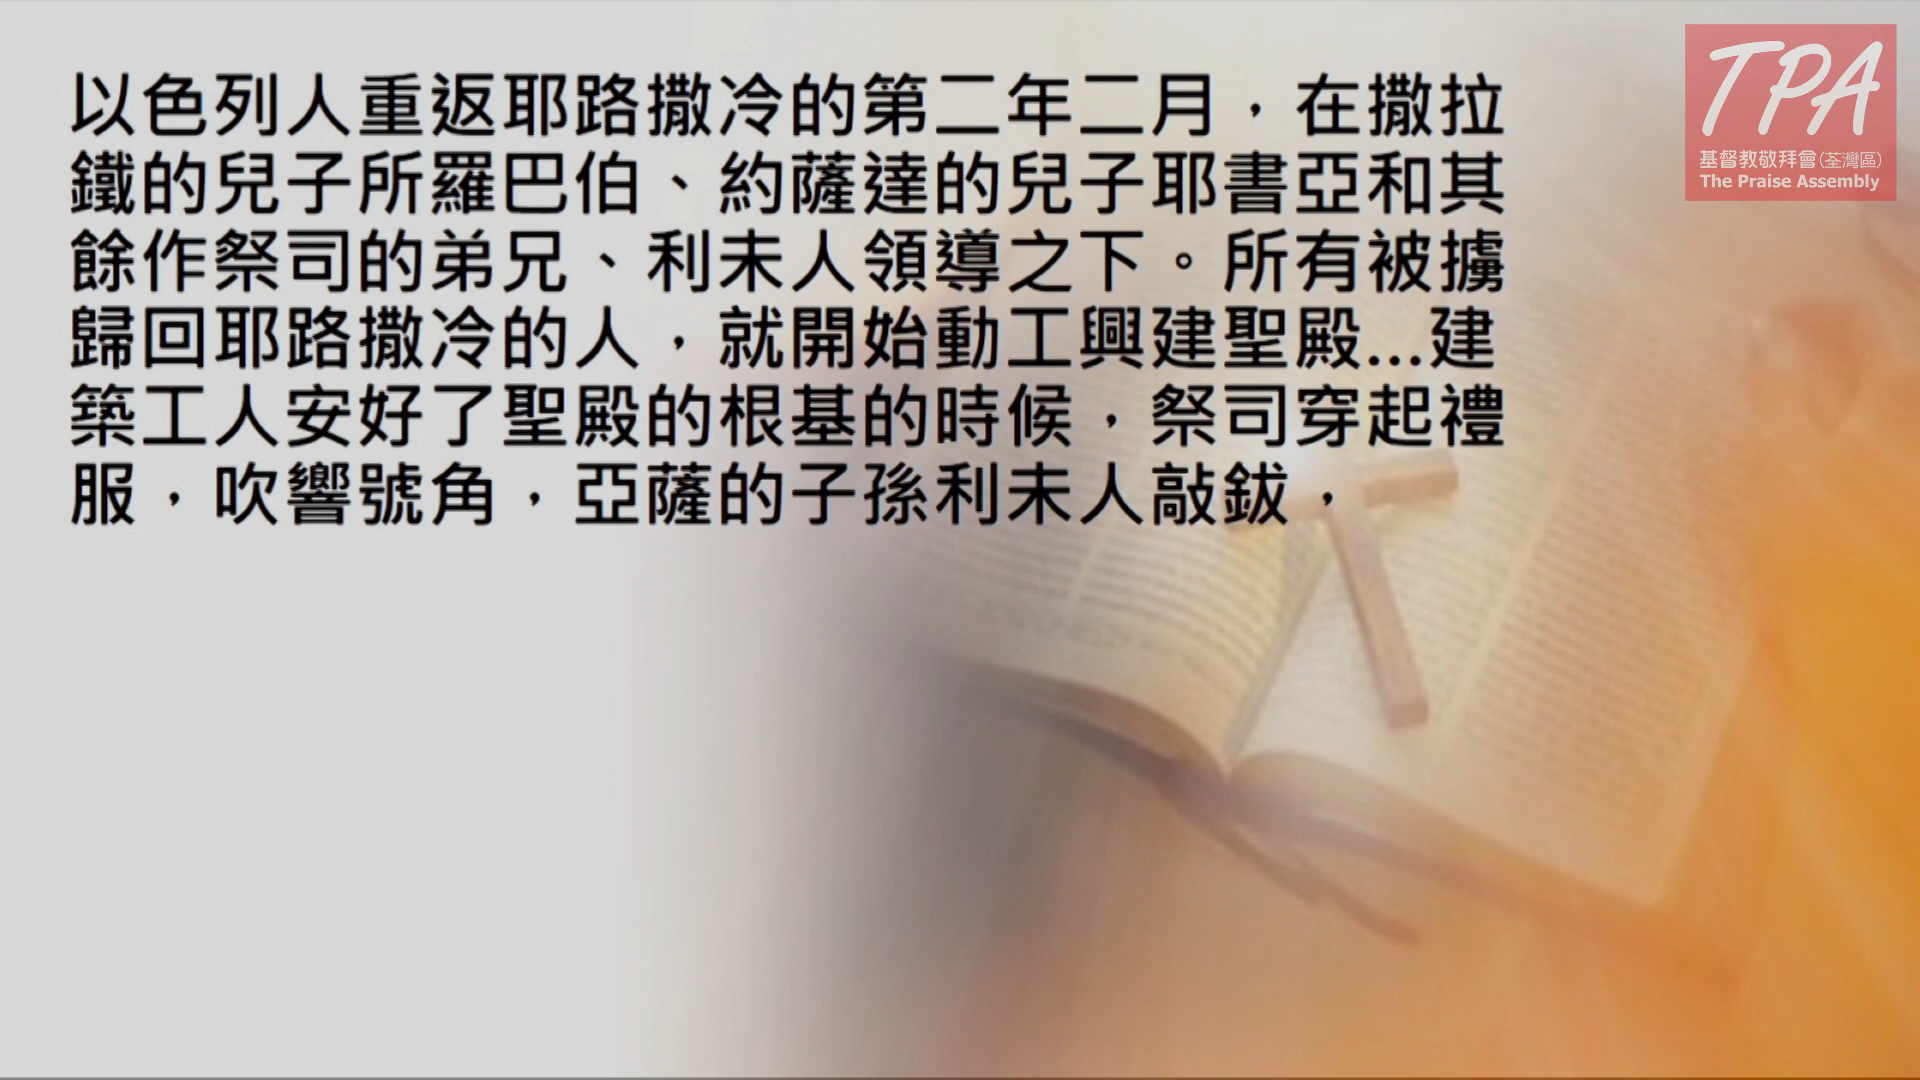 以色列人重返耶路撒冷的第二年二月，在撒拉
鐵的兒子所羅巴伯、約薩達的兒子耶書亞和其
餘作祭司的弟兄、利未人領導之下。所有被擄
歸回耶路撒冷的人，就開始動工興建聖殿...建
築工人安好了聖殿的根基的時候，祭司穿起禮
服，吹響號角，亞薩的子孫利未人敲鈸，
TPA
基督教敬拜會(荃灣區)
The Praise Assembly